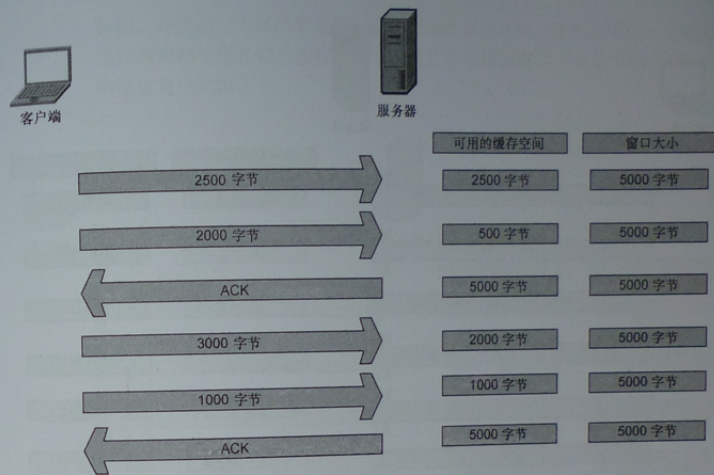 客户端
服务器
可用的缓存空间 窗口大小
2500 字节 2500 字节 5000 字节
2000 字节 500 字节 5000 字节
ACK 5000 字节 5000 字节
3000 字节 2000 字节 5000 字节
1000 字节 1000 字节 5000 字节
ACK 5000 字节 5000 字节